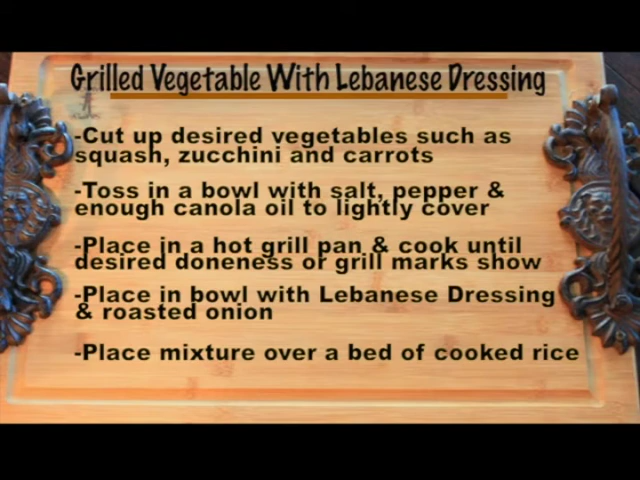 Grilled Vegetable With Lebanese Dressing
-Cut up desired vegetables such as
squash, zucchini and carrots
-Toss in a bowl with salt, pepper &
enough canola oil to lightly cover
-Place in a hot grill pan & cook until
desired doneness or grill marks show
-Place in bowl with Lebanese Dressing
& roasted onion
-Place mixture over a bed of cooked rice